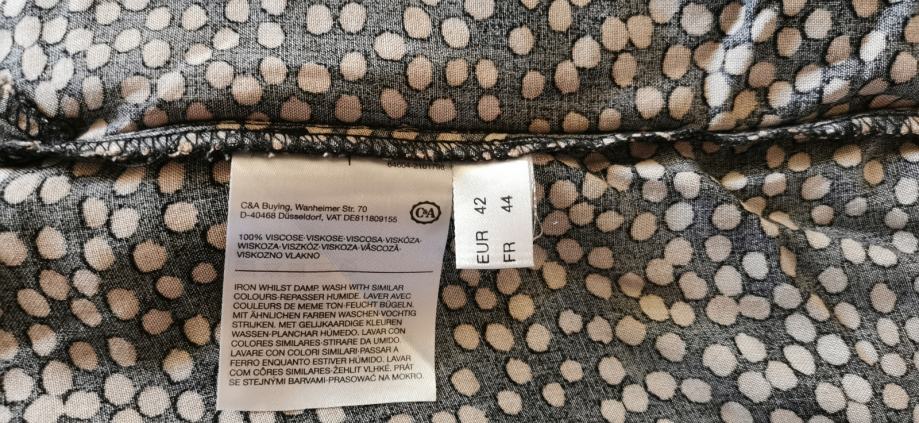 C&A Buying, Wanheimer Str. 70
D-40468 Düsseldorf, VAT DE811809155
C&A
100% VISCOSE-VISKOSE-VISCOSA-VISKÓZA-
WISKOZA-VISZKÓZ-VISKOZA-VÂSCOZĂ-
VISKOZNO VLAKNO
IRON WHILST DAMP. WASH WITH SIMILAR
COLOURS-REPASSER HUMIDE. LAVER AVEC
COULEURS DE MEME TON-FEUCHT BÜGELN.
MIT ÄHNLICHEN FARBEN WASCHEN-VOCHTIG
STRIJKEN. MET GELIJKAARDIGE KLEUREN
WASSEN-PLANCHAR HÚMEDO. LAVAR CON
COLORES SIMILARES-STIRARE DA UMIDO.
LAVARE CON COLORI SIMILARI-PASSAR A
FERRO ENQUANTO ESTIVER HÚMIDO. LAVAR
COM CÔRES SIMILARES-ŽEHLIT VLHKÉ. PRÁT
SE STEJNÝMI BARVAMI-PRASOWAĆ NA MOKRO.
EUR 42
FR 44